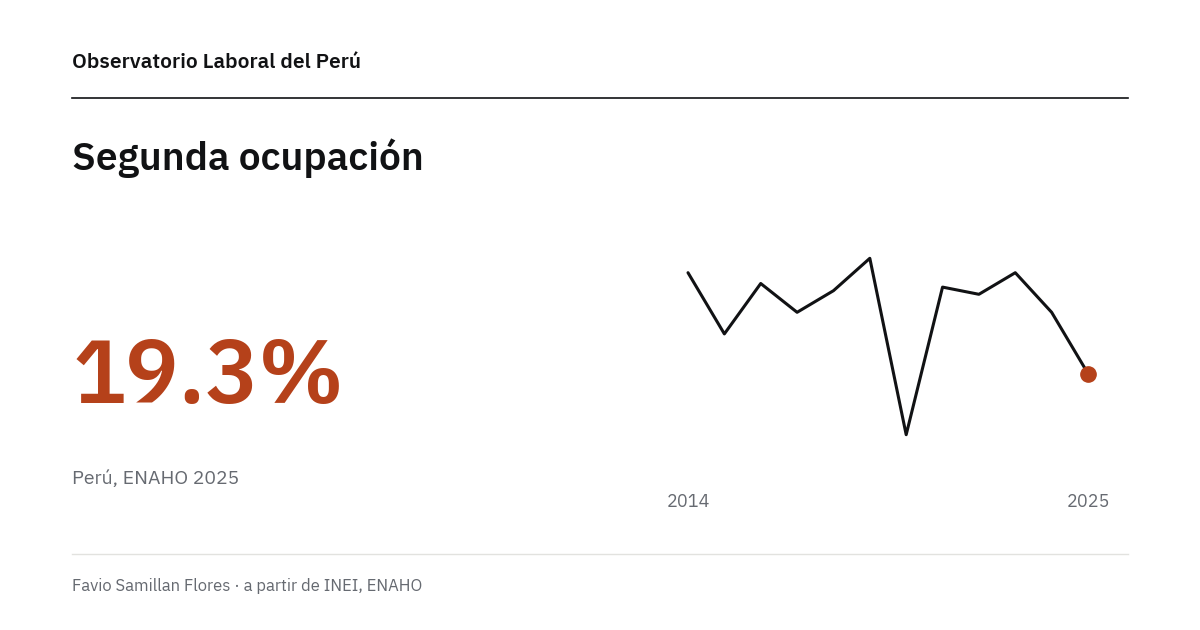 Observatorio Laboral del Perú
Segunda ocupación
19.3%
Perú, ENAHO 2025
2014
2025
Favio Samillan Flores · a partir de INEI, ENAHO